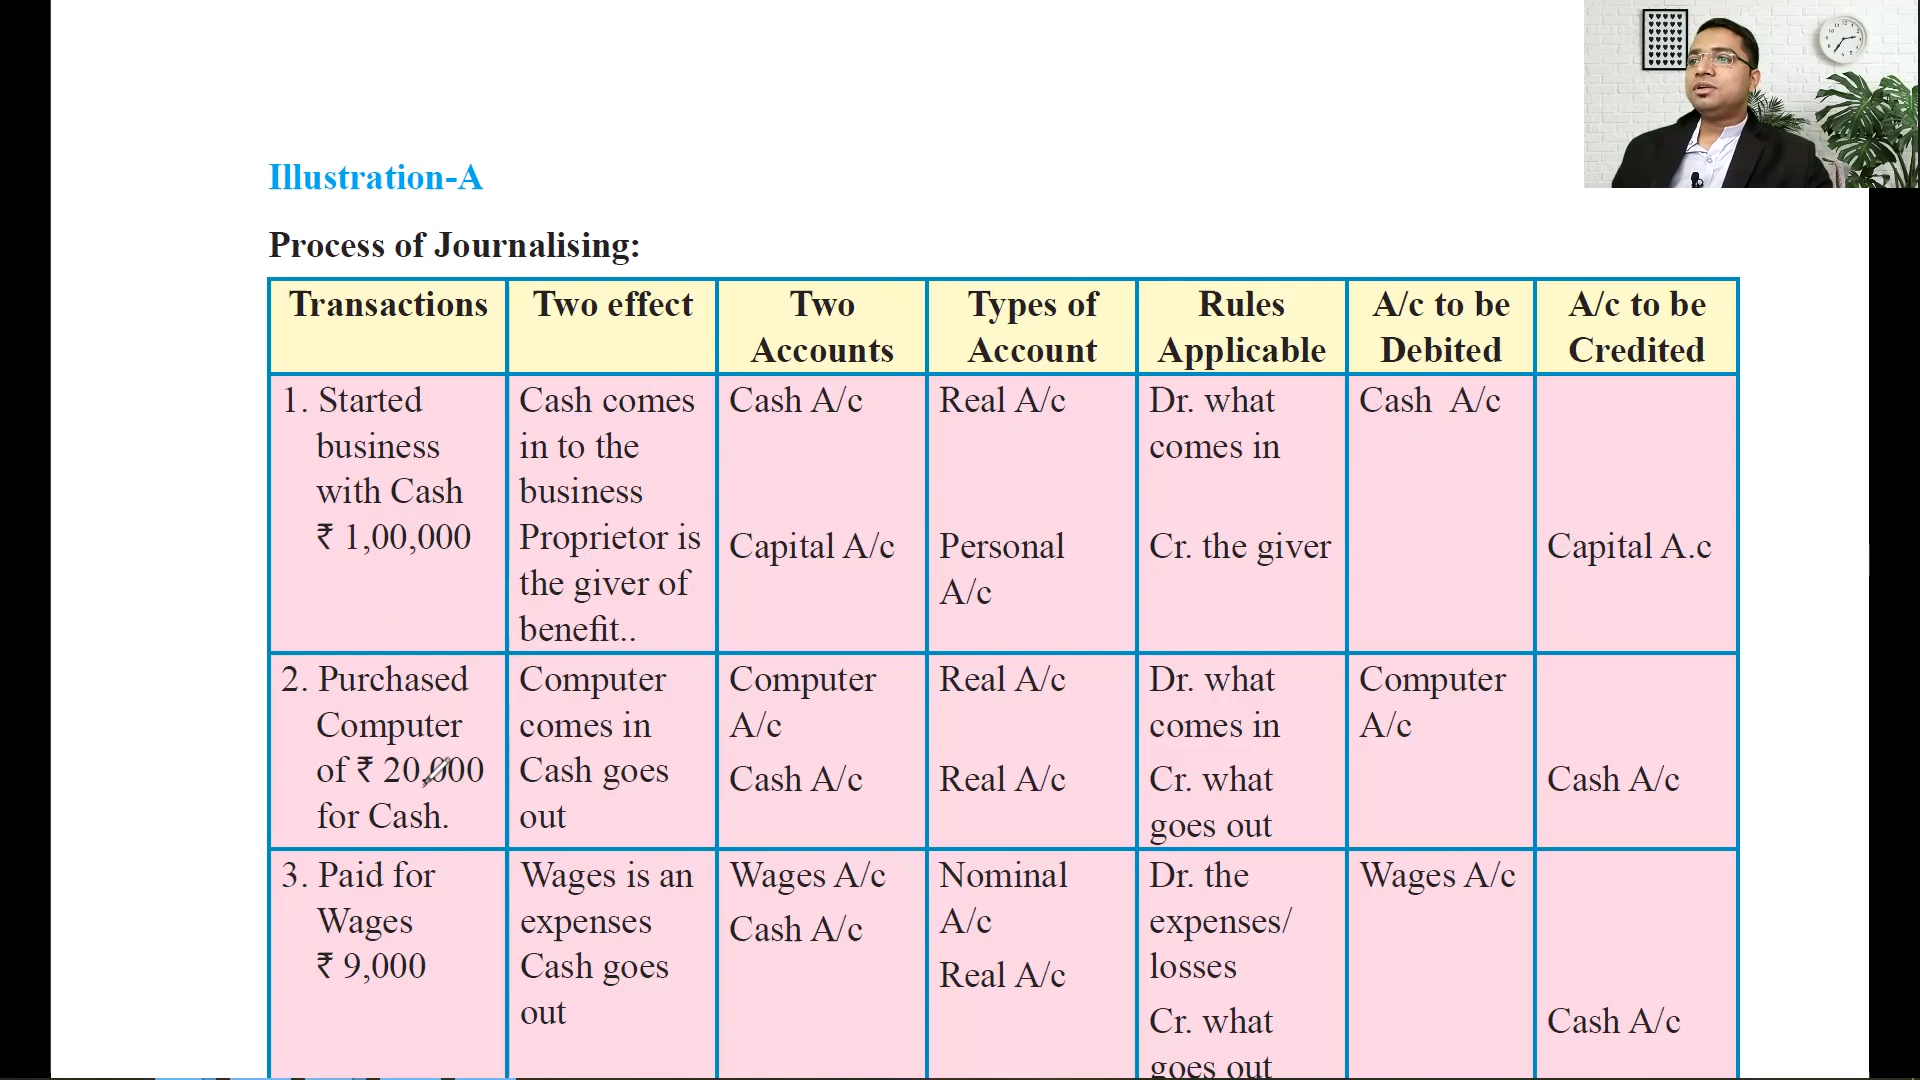 Illustration-A
Process of Journalising:
Transactions
Two effect
Two
Accounts
Types of
Account
Rules
Applicable
A/c to be
Debited
A/c to be
Credited
1. Started
business
with Cash
₹ 1,00,000
Cash comes
in to the
business
Proprietor is
the giver of
benefit..
Cash A/c
Capital A/c
Real A/c
Personal
A/c
Dr. what
comes in
Cr. the giver
Cash A/c
Capital A.c
2. Purchased
Computer
of ₹ 20,000
for Cash.
Computer
comes in
Cash goes
out
Computer
A/c
Cash A/c
Real A/c
Real A/c
Dr. what
comes in
Cr. what
goes out
Computer
A/c
Cash A/c
3. Paid for
Wages
₹ 9,000
Wages is an
expenses
Cash goes
out
Wages A/c
Cash A/c
Nominal
A/c
Real A/c
Dr. the
expenses/
losses
Cr. what
goes out
Wages A/c
Cash A/c